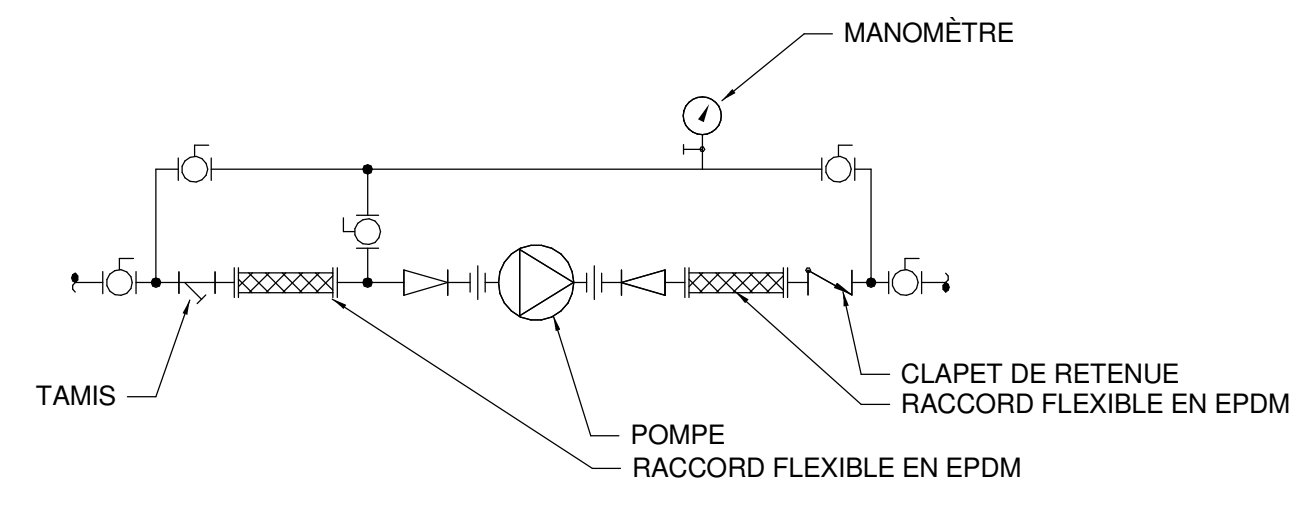 MANOMÈTRE
TAMIS
CLAPET DE RETENUE
RACCORD FLEXIBLE EN EPDM
POMPE
RACCORD FLEXIBLE EN EPDM